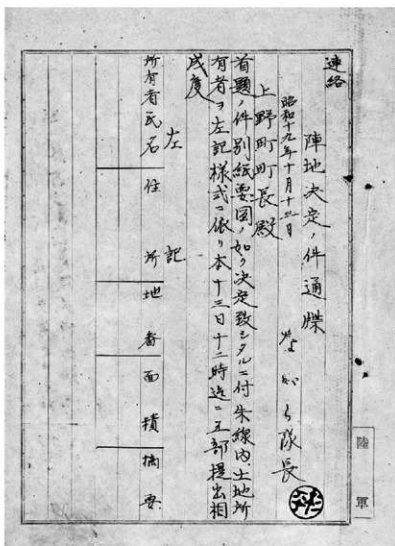 連絡
陣地決定ノ件通牒
昭和十九年十月十三日
隊長
上野町町長殿
首題ノ件別紙要図ノ如ク決定致シタルニ付朱線内ノ土地所
有者ヲ左記様式ニ依リ本十三日十二時迄ニ五部提出相
成度
左記
所有者氏名 住所 地番 面積 摘要
陸軍